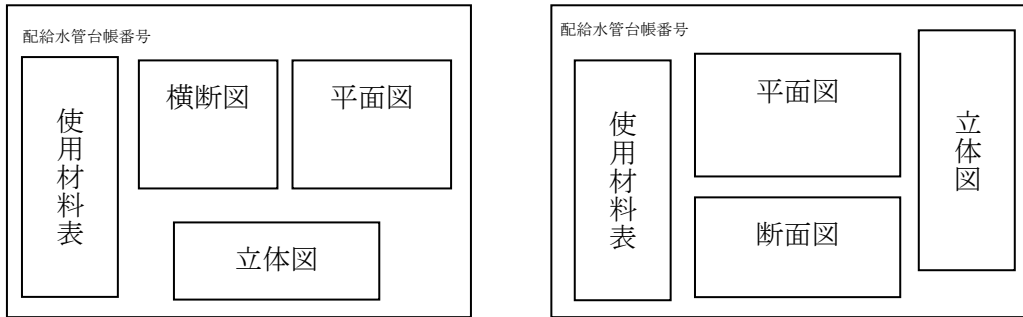 配給水管台帳番号
使用材料表
横断図
平面図
立体図
配給水管台帳番号
使用材料表
平面図
断面図
立体図